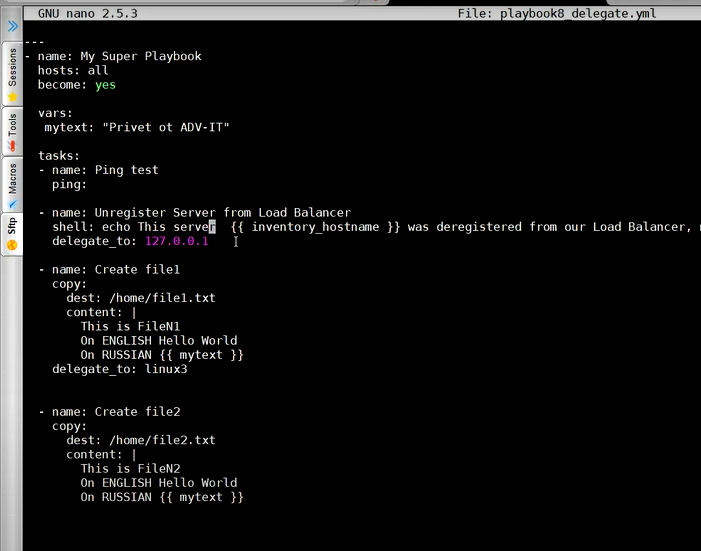 GNU nano 2.5.3 File: playbook8_delegate.yml
Sessions
Tools
Macros
Sftp
---
- name: My Super Playbook
  hosts: all
  become: yes
  vars:
   mytext: "Privet ot ADV-IT"
  tasks:
  - name: Ping test
    ping:
  - name: Unregister Server from Load Balancer
    shell: echo This server  {{ inventory_hostname }} was deregistered from our Load Balancer,
    delegate_to: 127.0.0.1
  - name: Create file1
    copy:
      dest: /home/file1.txt
      content: |
        This is FileN1
        On ENGLISH Hello World
        On RUSSIAN {{ mytext }}
    delegate_to: linux3
  - name: Create file2
    copy:
      dest: /home/file2.txt
      content: |
        This is FileN2
        On ENGLISH Hello World
        On RUSSIAN {{ mytext }}